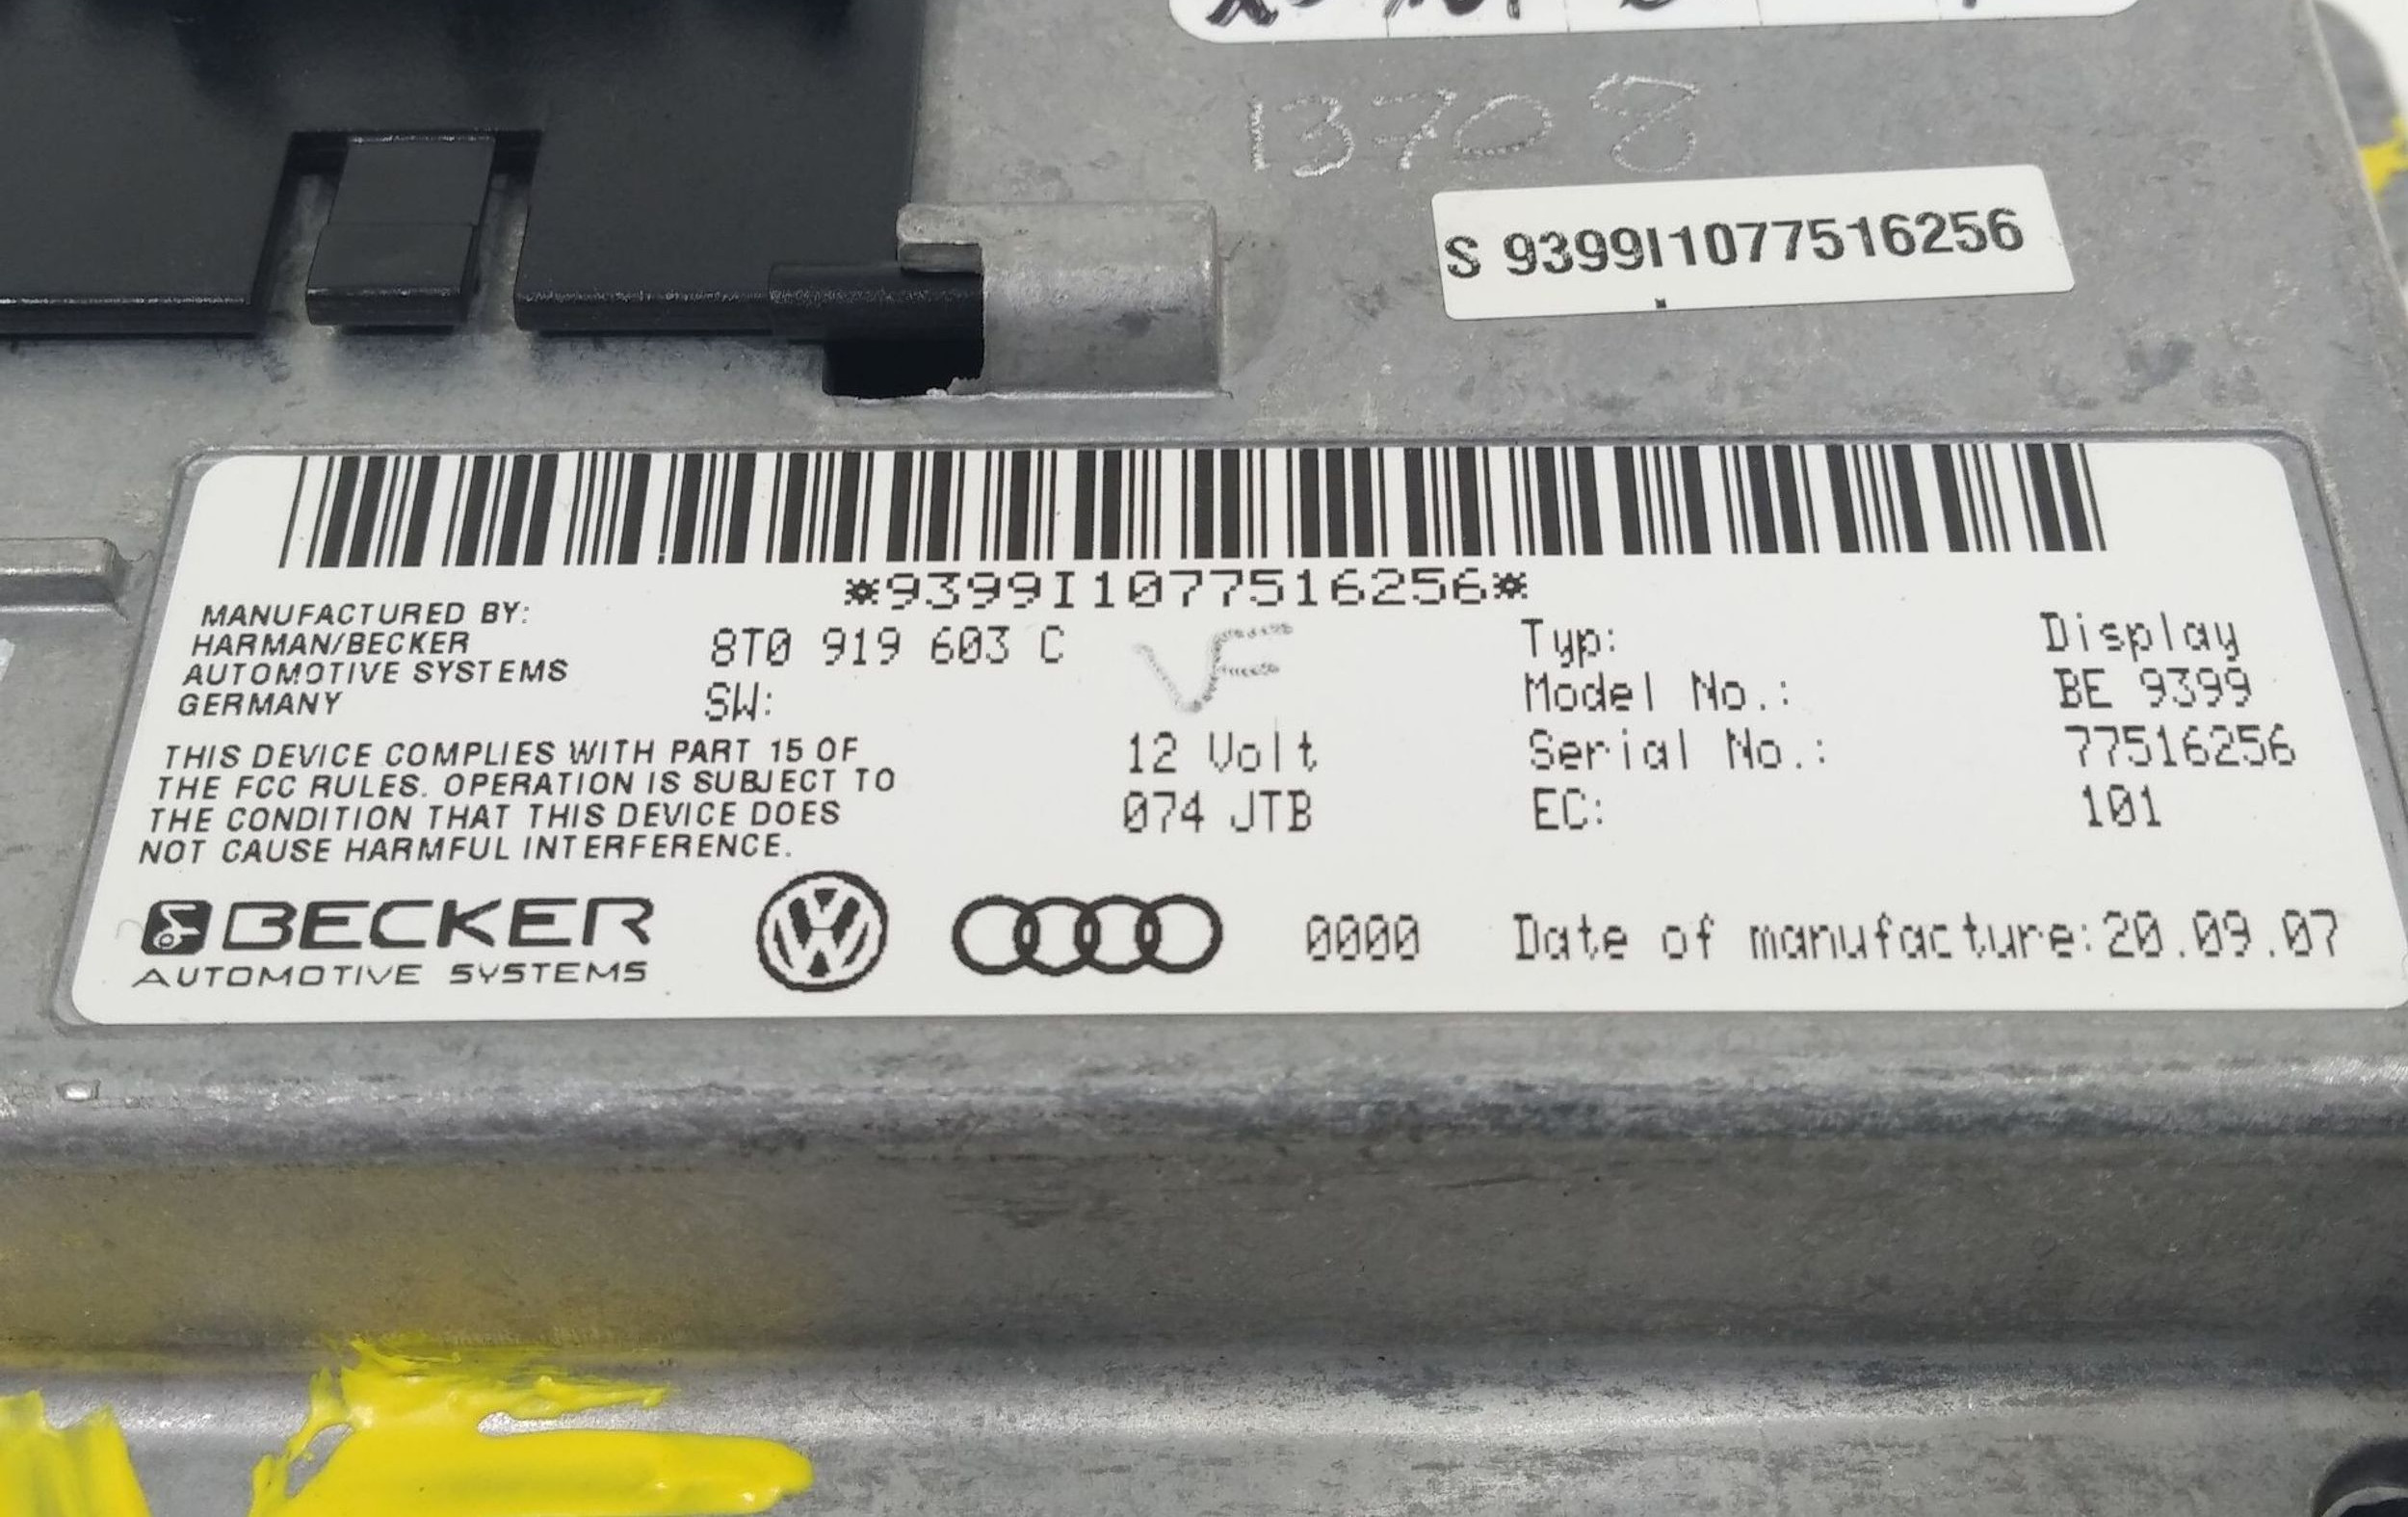 13708
S 9399I1077516256
*9399I1077516256*
MANUFACTURED BY:
HARMAN/BECKER
AUTOMOTIVE SYSTEMS
GERMANY
8T0 919 603 C
SW:
VF
THIS DEVICE COMPLIES WITH PART 15 OF
THE FCC RULES. OPERATION IS SUBJECT TO
THE CONDITION THAT THIS DEVICE DOES
NOT CAUSE HARMFUL INTERFERENCE.
12 Volt
074 JTB
Typ: Display
Model No.: BE 9399
Serial No.: 77516256
EC: 101
BECKER
AUTOMOTIVE SYSTEMS
0000
Date of manufacture:20.09.07